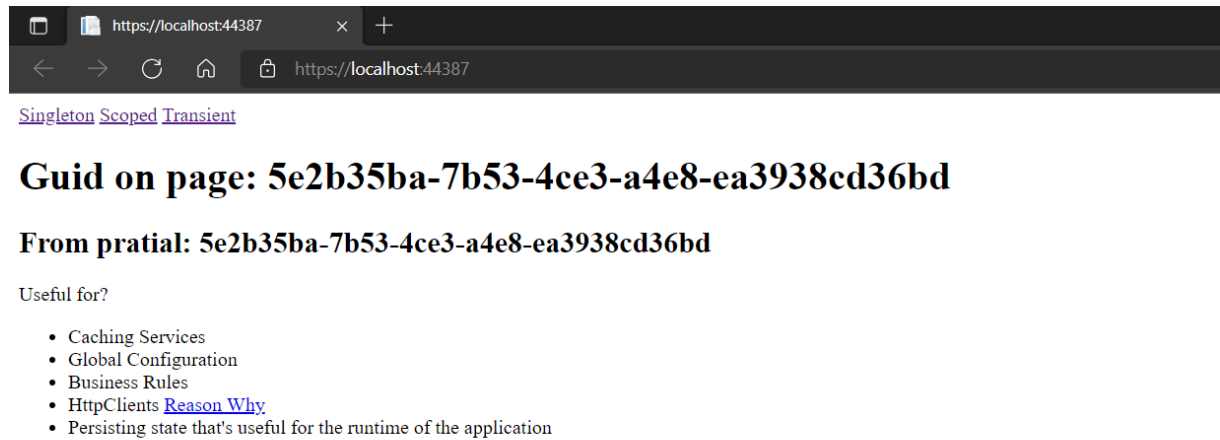 https://localhost:44387
https://localhost:44387
Singleton Scoped Transient
Guid on page: 5e2b35ba-7b53-4ce3-a4e8-ea3938cd36bd
From pratial: 5e2b35ba-7b53-4ce3-a4e8-ea3938cd36bd
Useful for?
• Caching Services
• Global Configuration
• Business Rules
• HttpClients Reason Why
• Persisting state that's useful for the runtime of the application